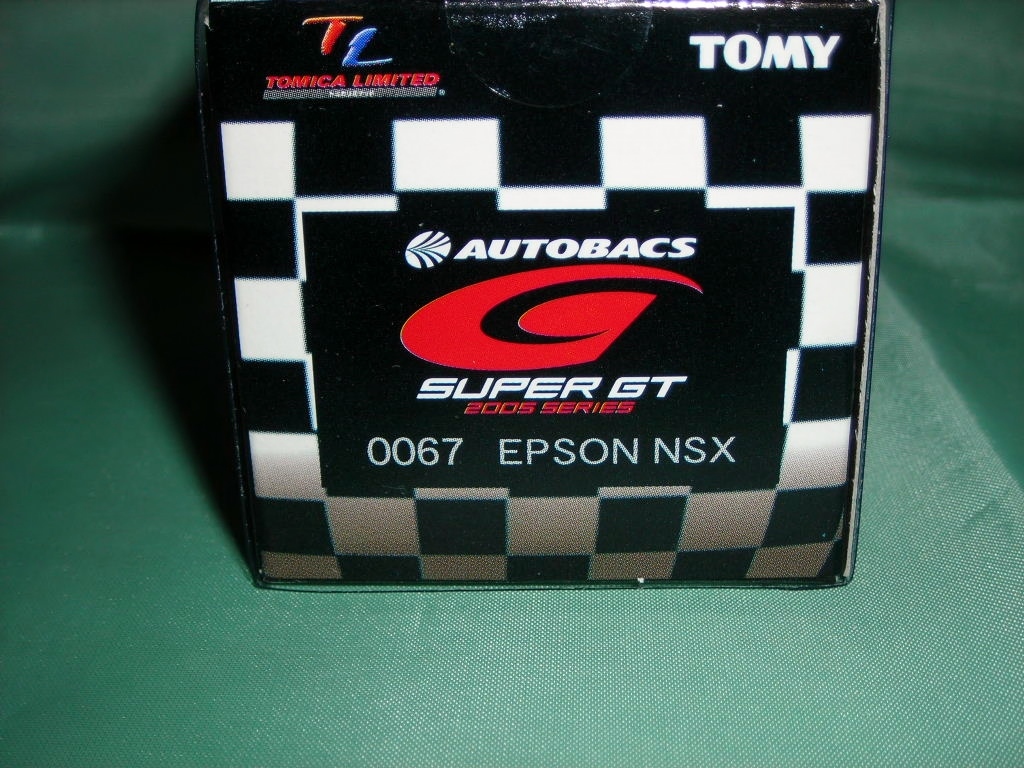 TL
TOMICA LIMITED
TOMY
AUTOBACS
SUPER GT
2005 SERIES
0067 EPSON NSX